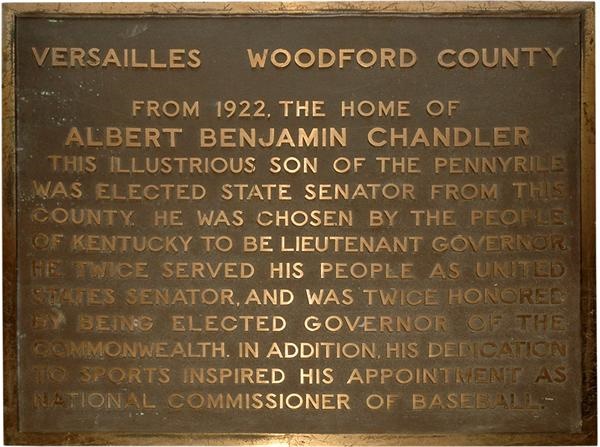 VERSAILLES WOODFORD COUNTY
FROM 1922, THE HOME OF
ALBERT BENJAMIN CHANDLER
THIS ILLUSTRIOUS SON OF THE PENNYRILE
WAS ELECTED STATE SENATOR FROM THIS
COUNTY. HE WAS CHOSEN BY THE PEOPLE
OF KENTUCKY TO BE LIEUTENANT GOVERNOR.
HE TWICE SERVED HIS PEOPLE AS UNITED
STATES SENATOR, AND WAS TWICE HONORED
BY BEING ELECTED GOVERNOR OF THE
COMMONWEALTH. IN ADDITION, HIS DEDICATION
TO SPORTS INSPIRED HIS APPOINTMENT AS
NATIONAL COMMISSIONER OF BASEBALL.